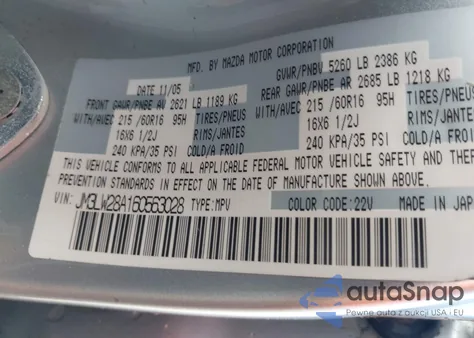 MFD. BY MAZDA MOTOR CORPORATION
DATE 11/05
GVWR/PNBV 5260 LB 2386 KG
FRONT GAWR/PNBE AV 2621 LB 1189 KG
REAR GAWR/PNBE AR 2685 LB 1218 KG
WITH/AVEC 215 /60R16 95H TIRES/PNEUS
WITH/AVEC 215 /60R16 95H TIRES/PNEUS
16X6 1/2J RIMS/JANTES
16X6 1/2J RIMS/JANTES
240 KPA/35 PSI COLD/A FROID
240 KPA/35 PSI COLD/A FROID
THIS VEHICLE CONFORMS TO ALL APPLICABLE FEDERAL MOTOR VEHICLE SAFETY AND THEFT
PREVENTION STANDARDS IN EFFECT ON THE DATE OF MANUFACTURE SHOWN ABOVE.
VIN: JM3LW28A160563028 TYPE: MPV COLOR CODE: 22V MADE IN JAP
autoSnap
Pewne auta z aukcji USA i EU